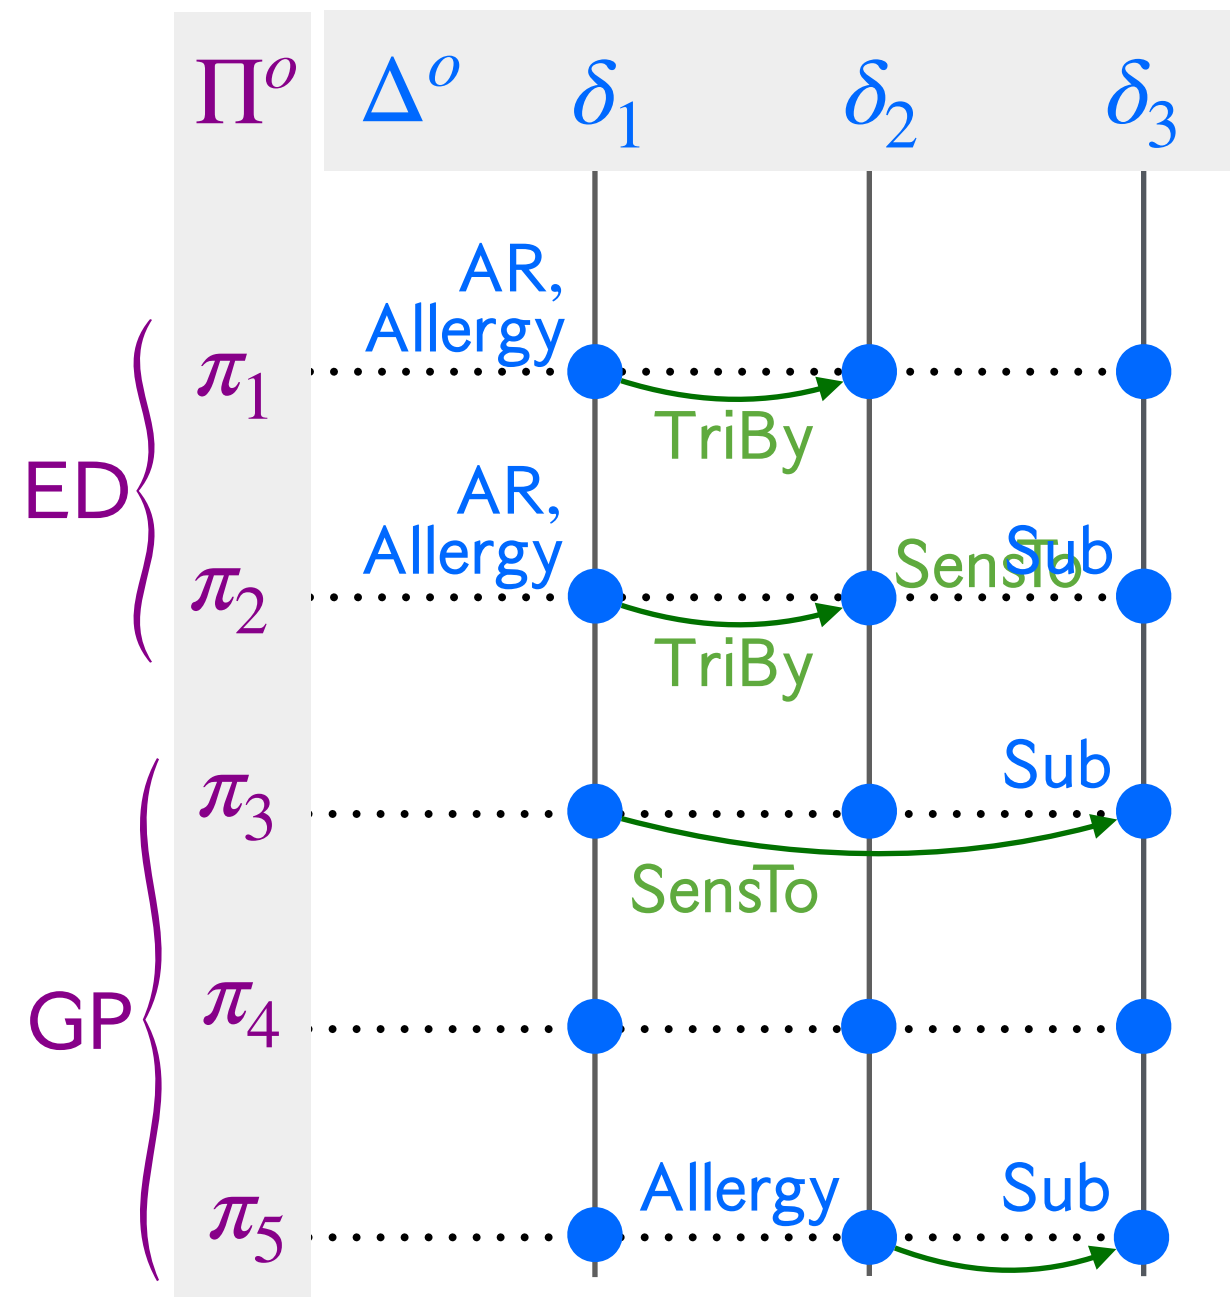 Πᵒ Δᵒ δ₁ δ₂ δ₃
AR,
Allergy
π₁
TriBy
AR,
ED
Allergy SensTo Sub
π₂
TriBy
Sub
π₃
SensTo
π₄
GP
Allergy Sub
π₅